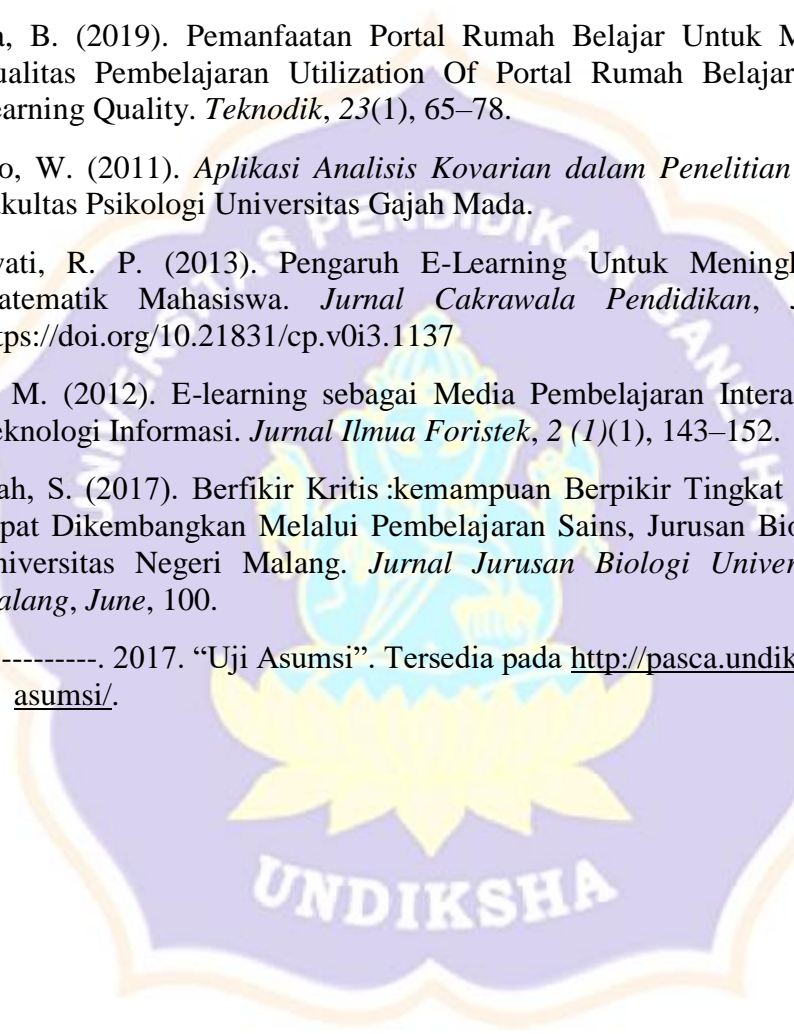 a, B. (2019). Pemanfaatan Portal Rumah Belajar Untuk M
ualitas Pembelajaran Utilization Of Portal Rumah Belajar
earning Quality. Teknodik, 23(1), 65–78.
o, W. (2011). Aplikasi Analisis Kovarian dalam Penelitian
akultas Psikologi Universitas Gajah Mada.
vati, R. P. (2013). Pengaruh E-Learning Untuk Meningk
atematik Mahasiswa. Jurnal Cakrawala Pendidikan, J
tps://doi.org/10.21831/cp.v0i3.1137
M. (2012). E-learning sebagai Media Pembelajaran Intera
eknologi Informasi. Jurnal Ilmua Foristek, 2 (1)(1), 143–152.
ah, S. (2017). Berfikir Kritis :kemampuan Berpikir Tingkat
pat Dikembangkan Melalui Pembelajaran Sains, Jurusan Bio
niversitas Negeri Malang. Jurnal Jurusan Biologi Univer
alang, June, 100.
---------. 2017. “Uji Asumsi”. Tersedia pada http://pasca.undik
asumsi/.
UNIVERSITAS PENDIDIKAN GANESHA
UNDIKSHA